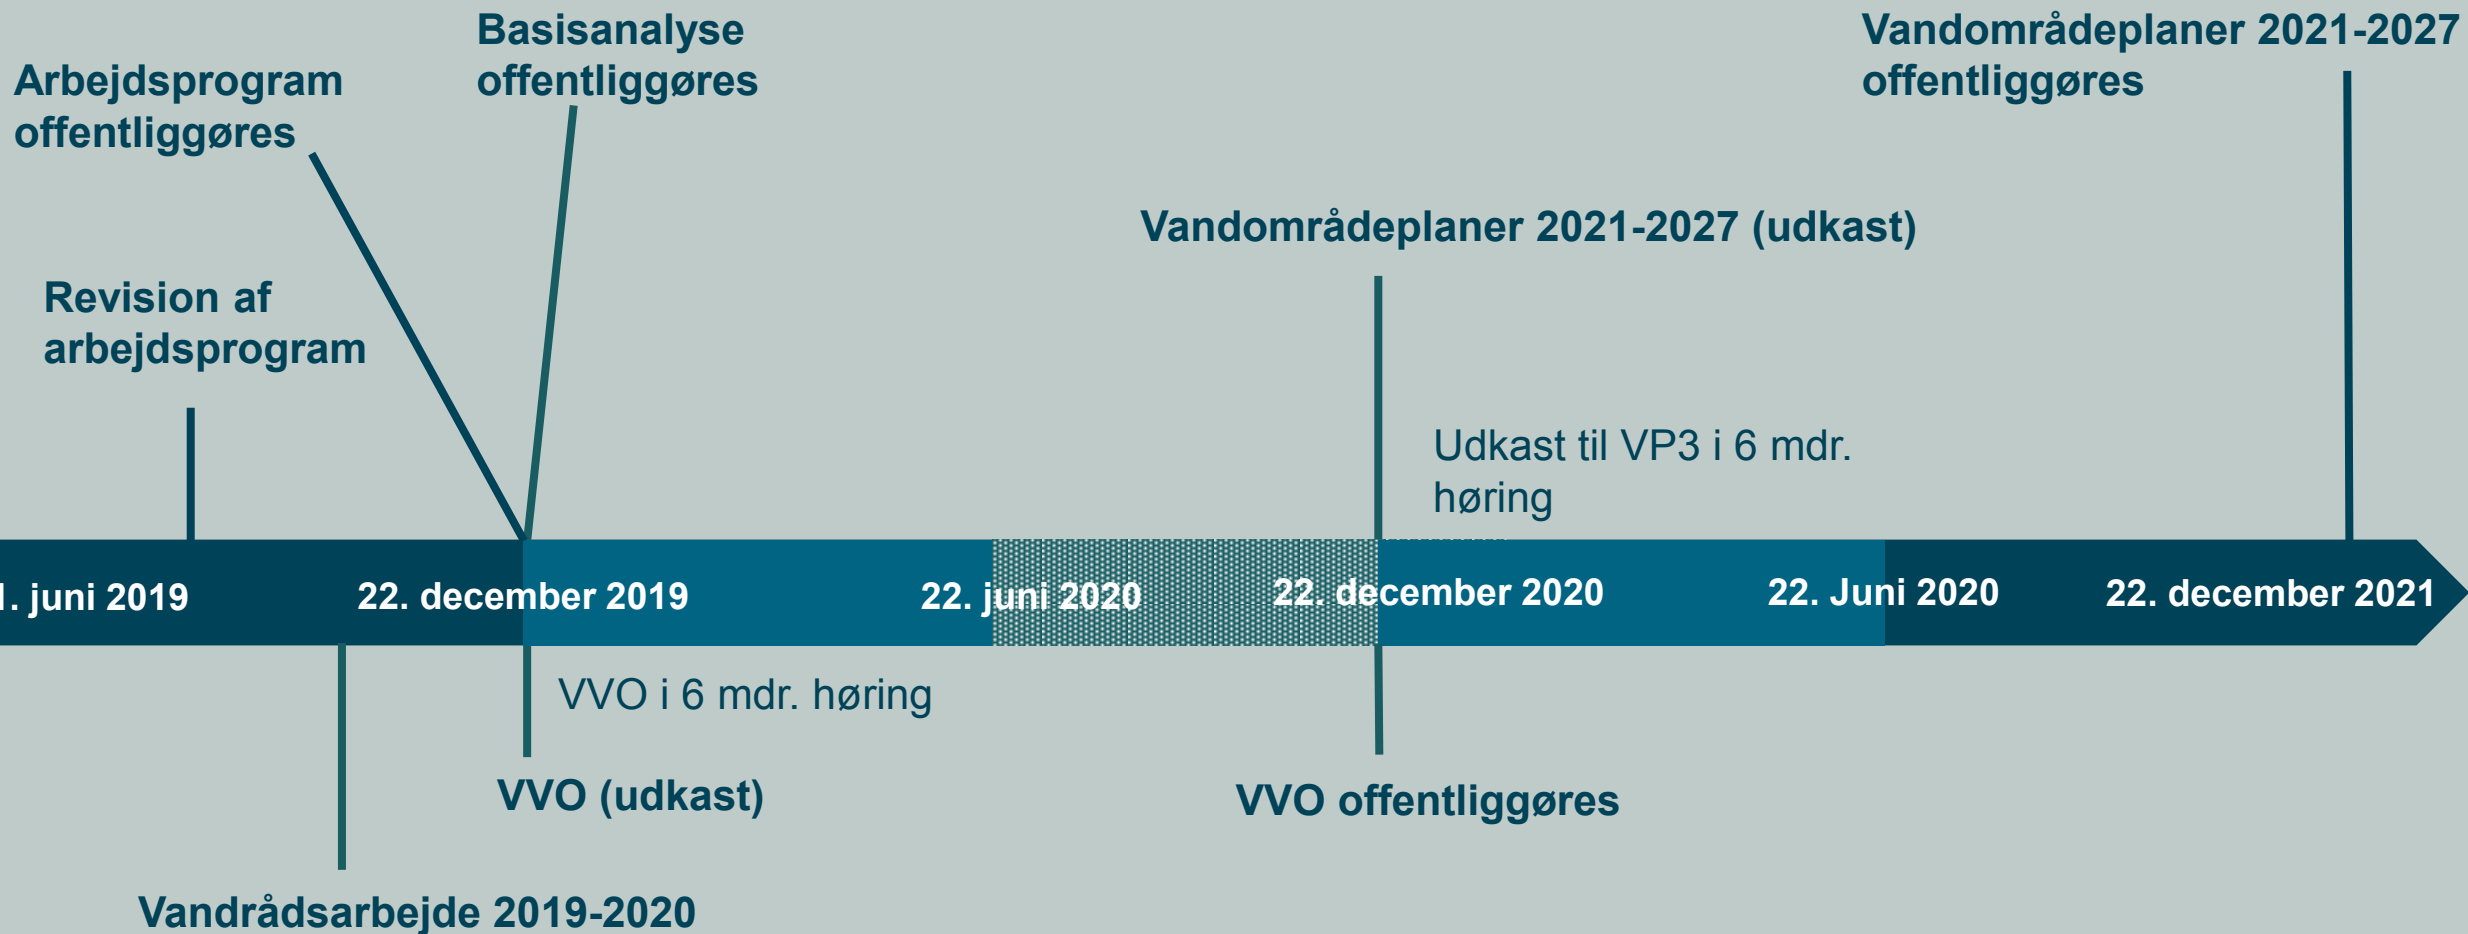 Basisanalyse
offentliggøres
Vandområdeplaner 2021-2027
offentliggøres
Arbejdsprogram
offentliggøres
Vandområdeplaner 2021-2027 (udkast)
Revision af
arbejdsprogram
Udkast til VP3 i 6 mdr.
høring
. juni 2019
22. december 2019
22. juni 2020
22. december 2020
22. Juni 2020
22. december 2021
VVO i 6 mdr. høring
VVO (udkast)
VVO offentliggøres
Vandrådsarbejde 2019-2020